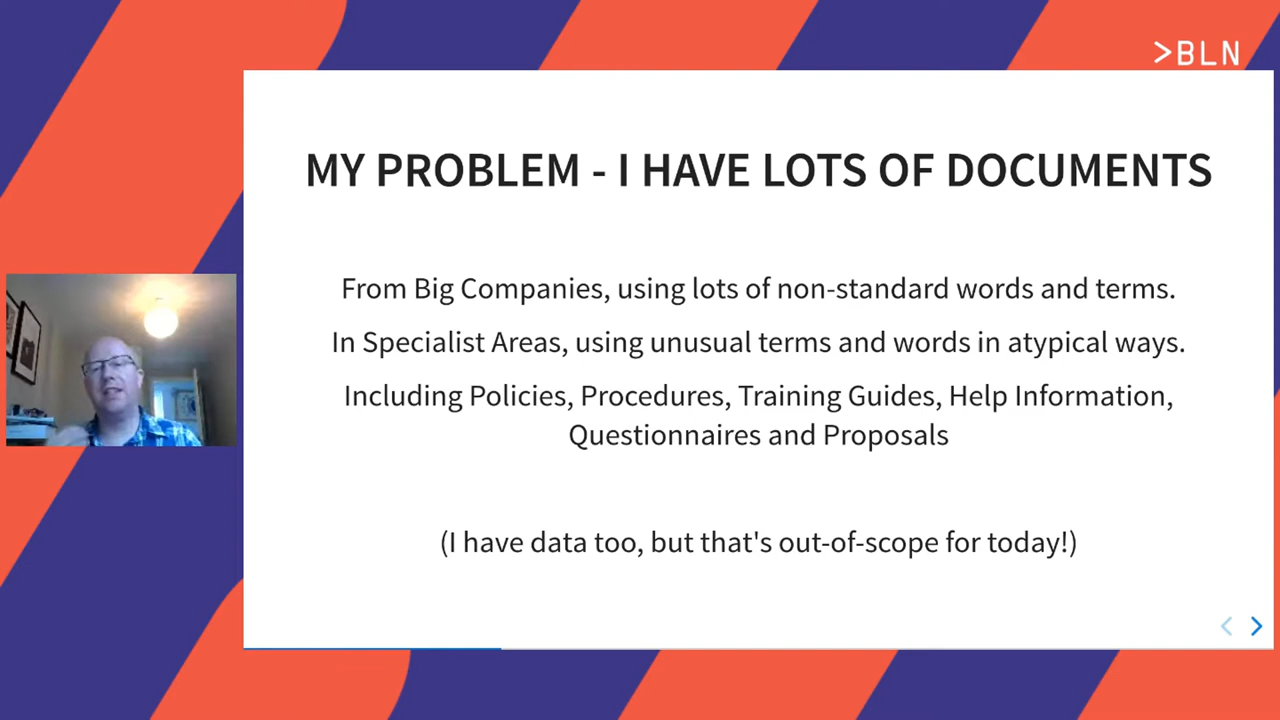 >BLN
MY PROBLEM - I HAVE LOTS OF DOCUMENTS
From Big Companies, using lots of non-standard words and terms.
In Specialist Areas, using unusual terms and words in atypical ways.
Including Policies, Procedures, Training Guides, Help Information,
Questionnaires and Proposals
(I have data too, but that's out-of-scope for today!)